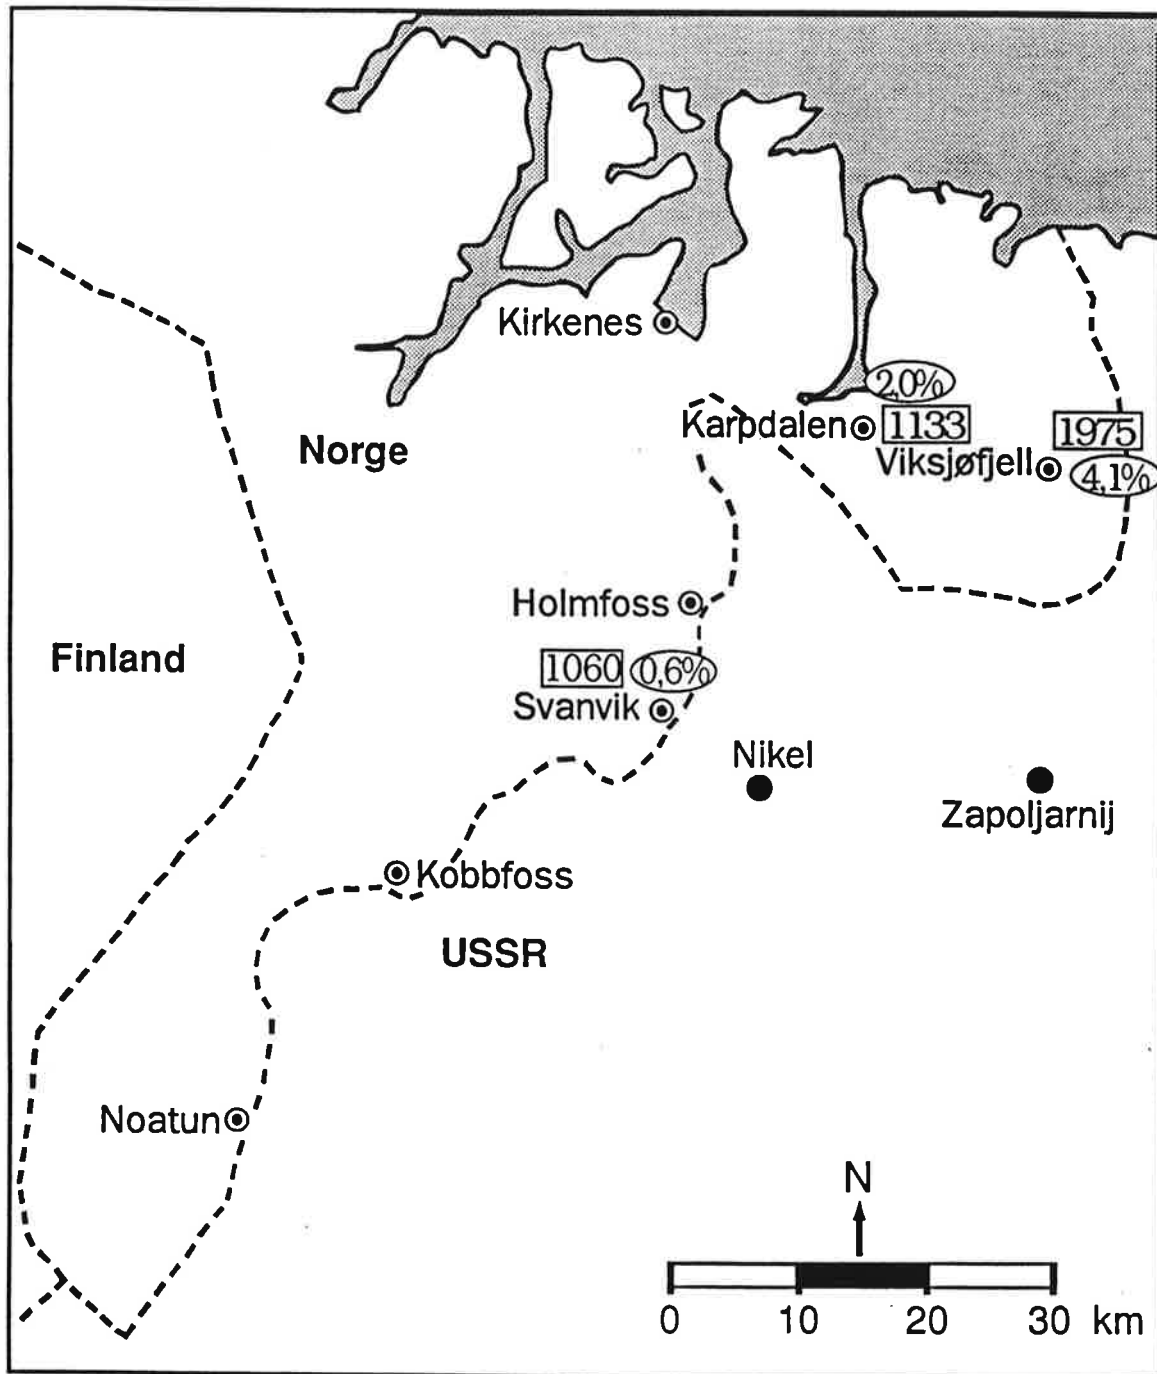 Kirkenes
2,0%
Norge
Karpdalen 1133 1975
Viksjøfjell 4,1%
Holmfoss
Finland
1060 0,6%
Svanvik
Nikel
Zapoljarnij
Kobbfoss
USSR
Noatun
N
0 10 20 30 km